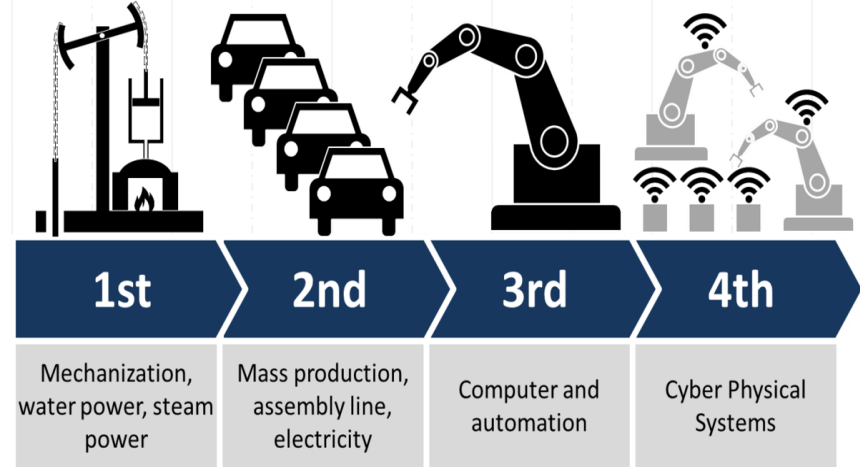 1st
2nd
3rd
4th
Mechanization,
water power, steam
power
Mass production,
assembly line,
electricity
Computer and
automation
Cyber Physical
Systems